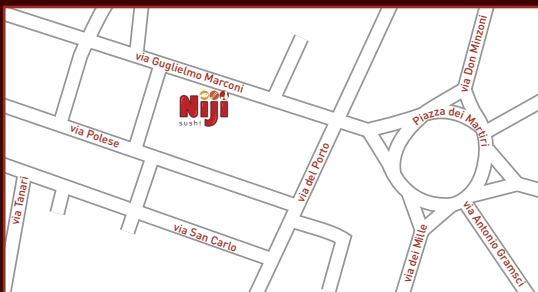 via Guglielmo Marconi
Niji
sushi
via Don Minzoni
Piazza dei Martiri
via Polese
via del Porto
via Tanari
via San Carlo
via dei Mille
via Antonio Gramsci